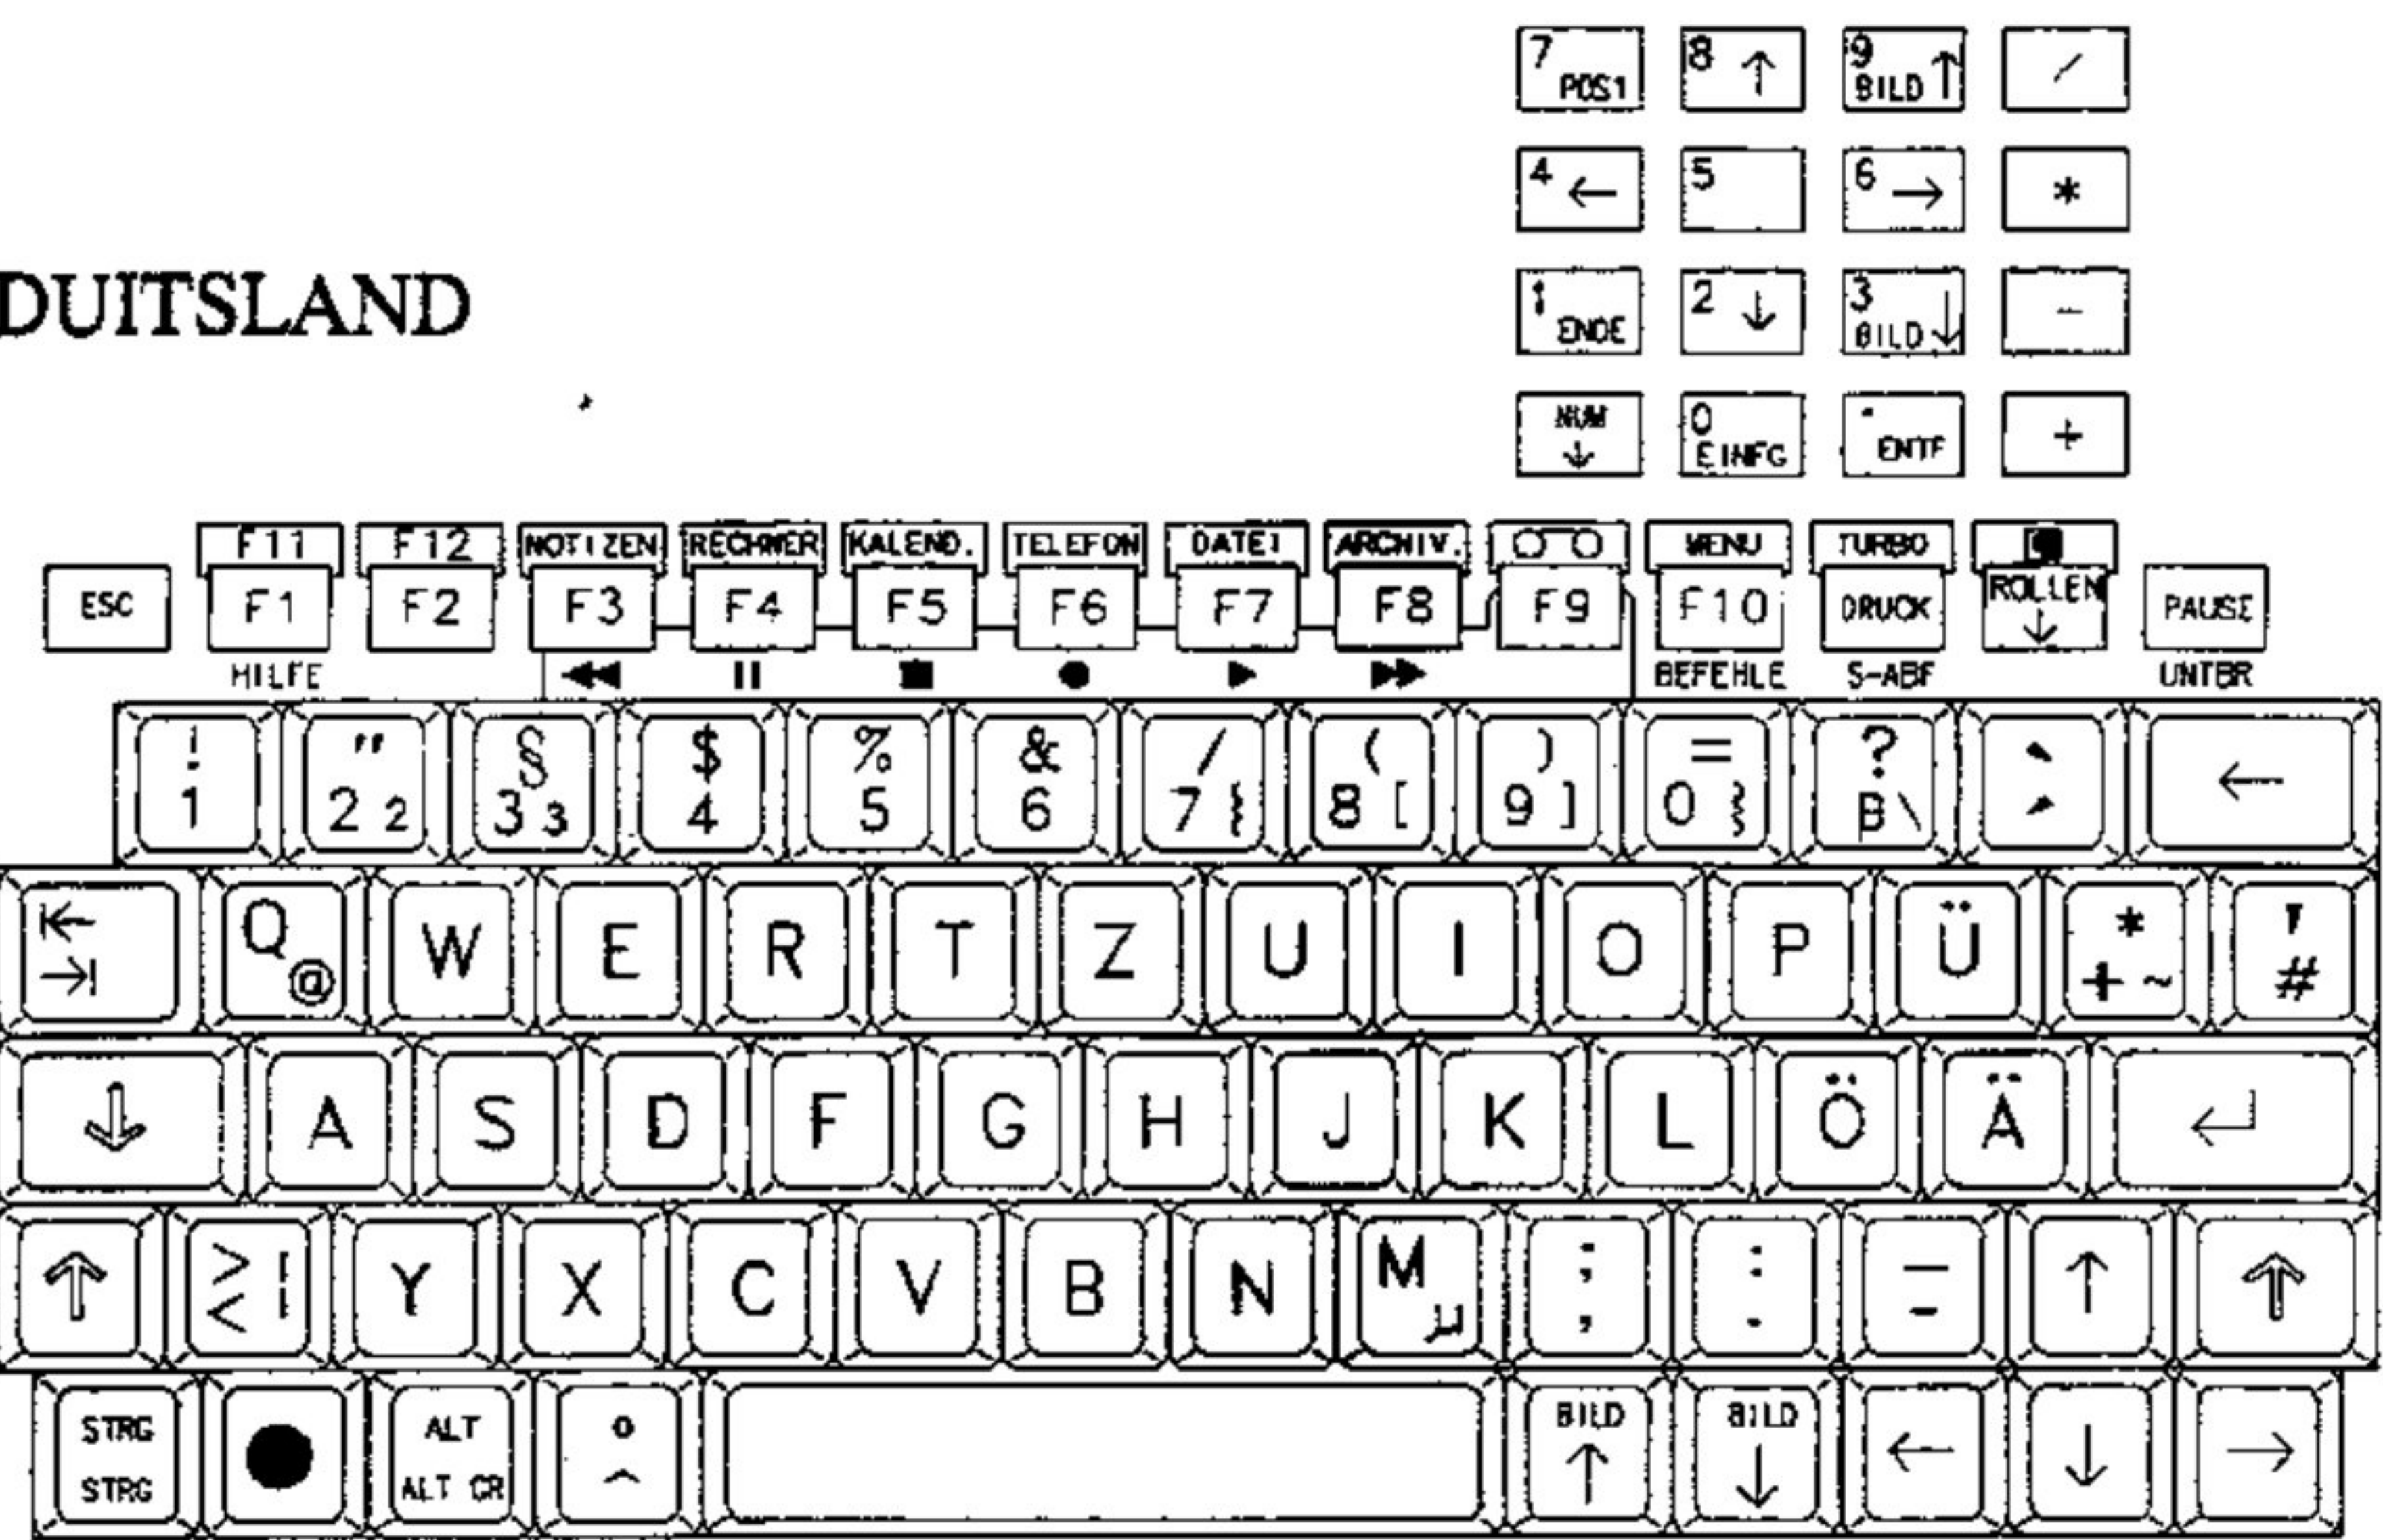 7 POS1 8 ↑ 9 BILD ↑ /
4 ← 5 6 → *
DUITSLAND
1 ENDE 2 ↓ 3 BILD ↓ -
NUM ↓ 0 EINFG . ENTF +
F11 F12 NOTIZEN RECHNER KALEND. TELEFON DATEI ARCHIV. MENU TURBO
ESC F1 F2 F3 F4 F5 F6 F7 F8 F9 F10 DRUCK ROLLEN ↓ PAUSE
HILFE BEFEHLE S-ABF UNTBR
! " § $ % & / ( ) = ? `
1 2 2 3 3 4 5 6 7 { 8 [ 9 ] 0 } B \ ´ ←
Q @ W E R T Z U I O P Ü * + ~ ' #
↓ A S D F G H J K L Ö Ä ↵
↑ > < | Y X C V B N M µ ; , : . _ - ↑ ↑
STRG ALT ° BILD ↑ BILD ↓ ← ↓ →
STRG ALT GR ^